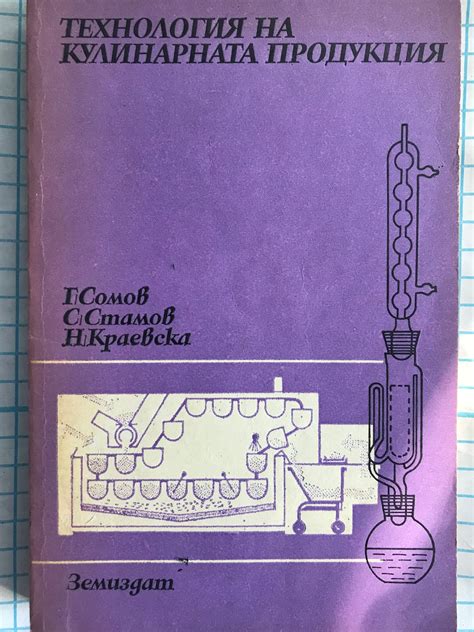 ТЕХНОЛОГИЯ НА
КУЛИНАРНАТА ПРОДУКЦИЯ
Г. Сомов
С. Стамов
Н. Краевска
Земиздат